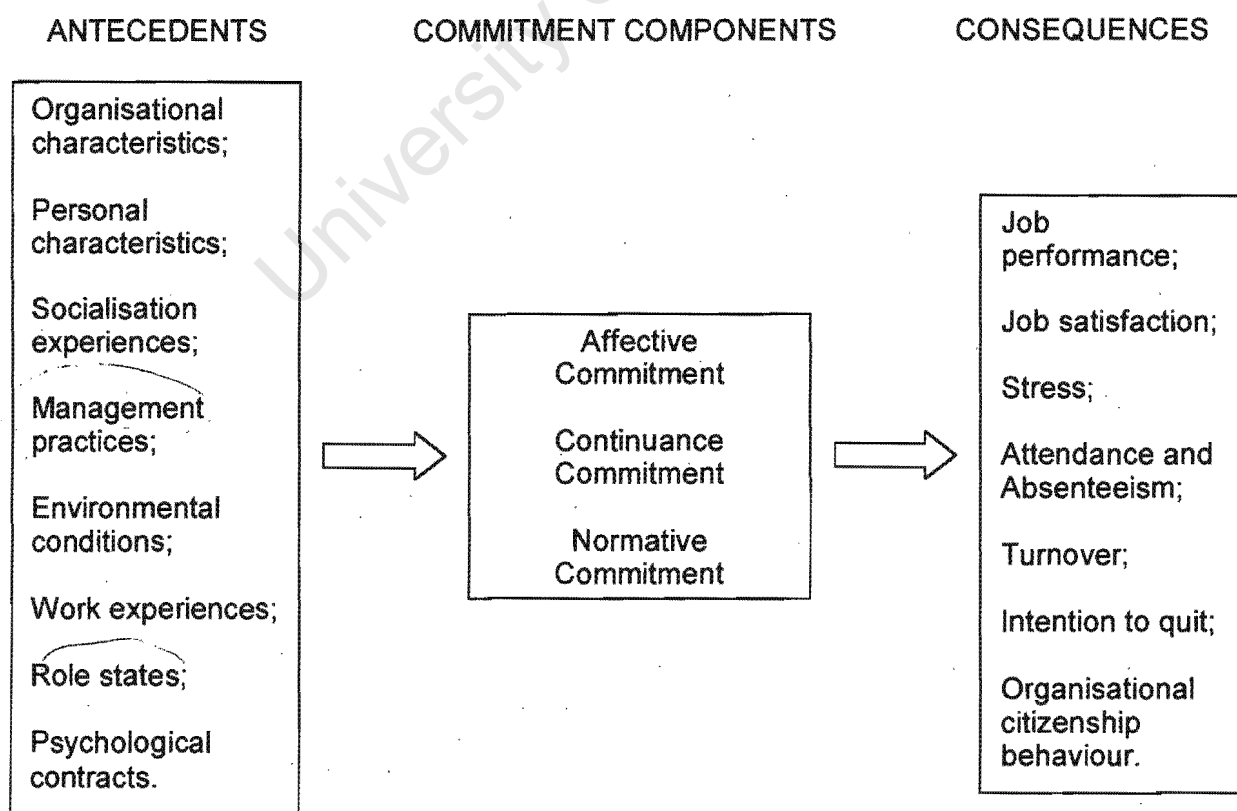 ANTECEDENTS
COMMITMENT COMPONENTS
CONSEQUENCES
Organisational
characteristics;
Personal
characteristics;
Socialisation
experiences;
Management
practices;
Environmental
conditions;
Work experiences;
Role states;
Psychological
contracts.
Affective
Commitment
Continuance
Commitment
Normative
Commitment
Job
performance;
Job satisfaction;
Stress;
Attendance and
Absenteeism;
Turnover;
Intention to quit;
Organisational
citizenship
behaviour.
University